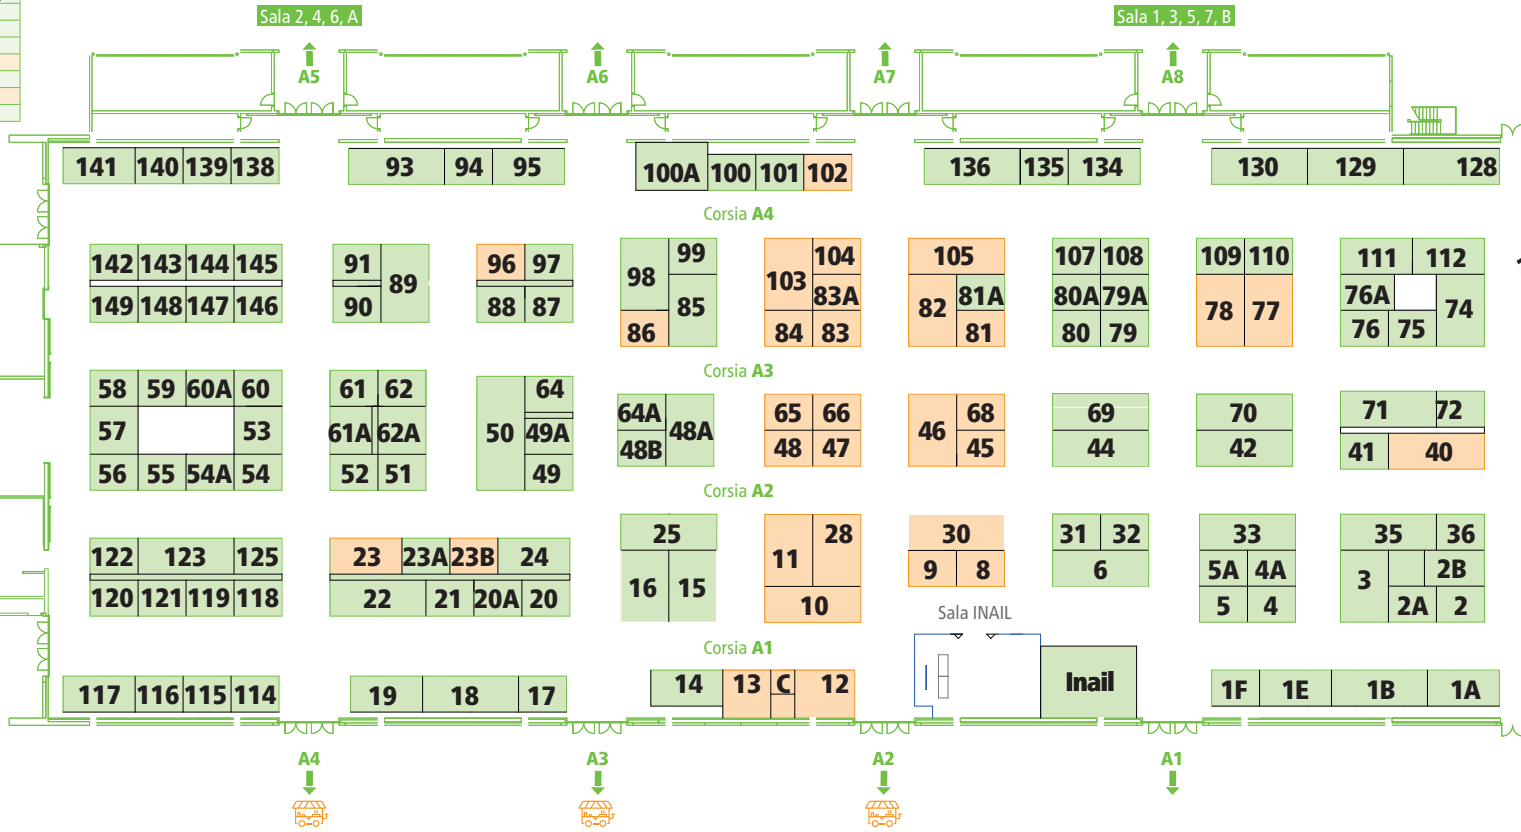 Sala 2, 4, 6, A Sala 1, 3, 5, 7, B
A5 A6 A7 A8
141 140 139 138 93 94 95 100A 100 101 102 136 135 134 130 129 128
Corsia A4
142 143 144 145 91 89 96 97 98 99 103 104 105 107 108 109 110 111 112
149 148 147 146 90 88 87 86 85 84 83A 83 82 81A 81 80A 79A 80 79 78 77 76A 76 75 74
Corsia A3
58 59 60A 60 61 62 50 64 64A 48A 65 66 46 68 69 70 71 72
57 53 61A 62A 49A 48B 48 47 45 44 42 41 40
56 55 54A 54 52 51 49
Corsia A2
122 123 125 23 23A 23B 24 25 11 28 30 31 32 33 35 36
16 15 9 8 6 5A 4A 3 2B
120 121 119 118 22 21 20A 20 10 5 4 2A 2
Sala INAIL
Corsia A1
117 116 115 114 19 18 17 14 13 C 12 Inail 1F 1E 1B 1A
A4 A3 A2 A1